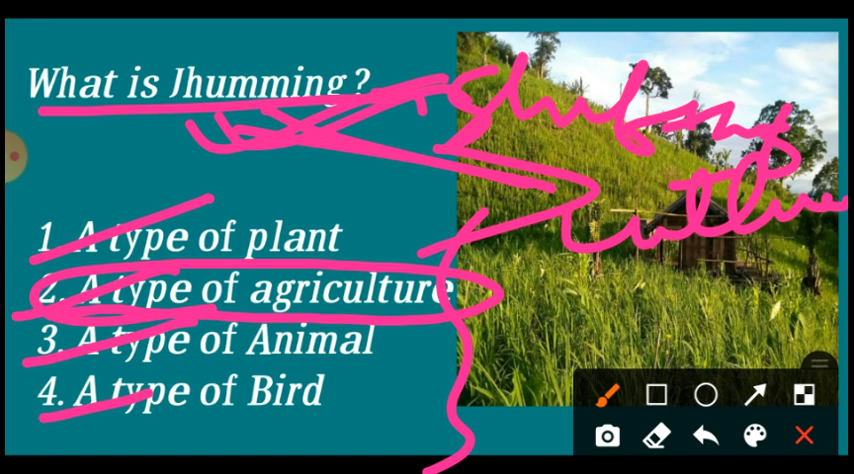 What is Jhumming?
1. A type of plant
2. A type of agriculture
3. A type of Animal
4. A type of Bird